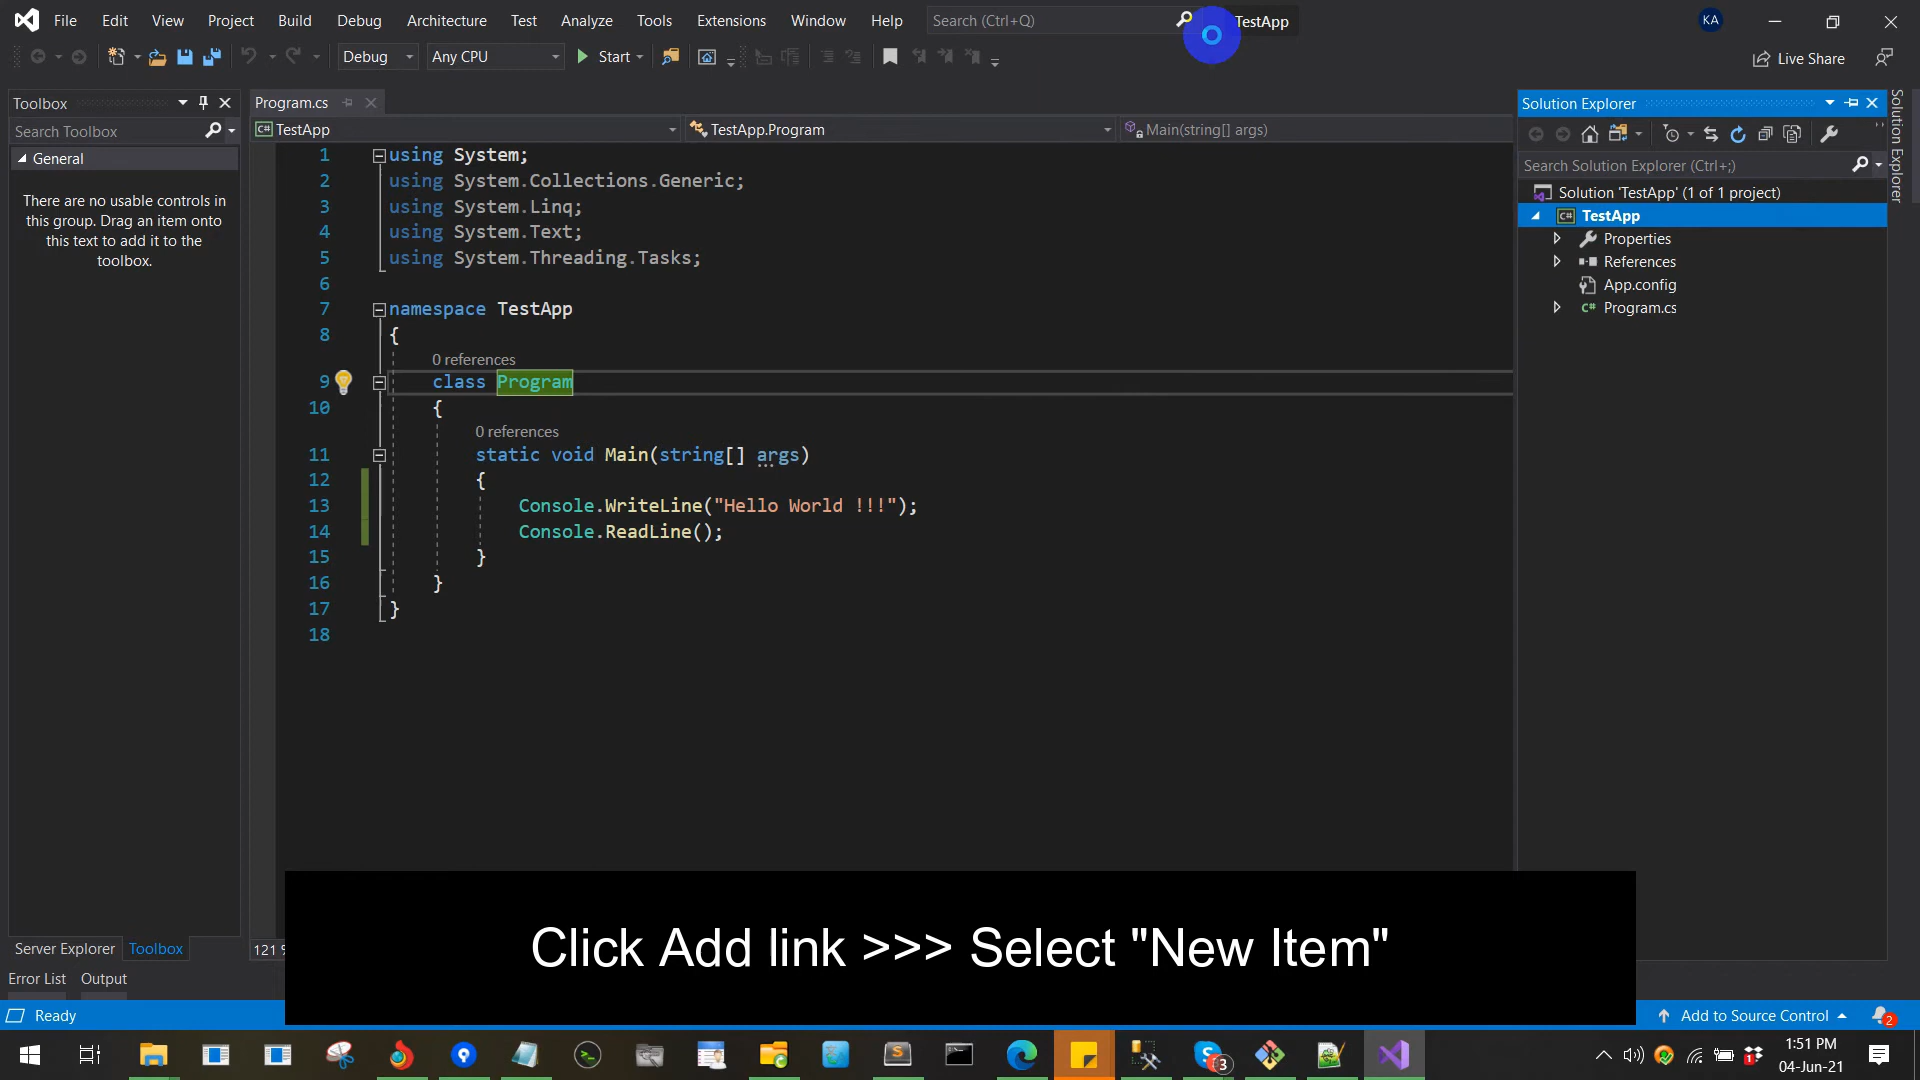 File Edit View Project Build Debug Architecture Test Analyze Tools Extensions Window Help Search (Ctrl+Q) TestApp KA
Debug Any CPU Start Live Share
Toolbox
Search Toolbox
General
There are no usable controls in
this group. Drag an item onto
this text to add it to the
toolbox.
Server Explorer Toolbox
Error List Output
Program.cs
C# TestApp TestApp.Program Main(string[] args)
1 using System;
2 using System.Collections.Generic;
3 using System.Linq;
4 using System.Text;
5 using System.Threading.Tasks;
6
7 namespace TestApp
8 {
0 references
9 class Program
10 {
0 references
11 static void Main(string[] args)
12 {
13 Console.WriteLine("Hello World !!!");
14 Console.ReadLine();
15 }
16 }
17 }
18
121 %
Solution Explorer
Search Solution Explorer (Ctrl+;)
Solution 'TestApp' (1 of 1 project)
C# TestApp
Properties
References
App.config
C# Program.cs
Solution Explorer
Click Add link >>> Select "New Item"
Ready Add to Source Control 2
3
1:51 PM
04-Jun-21